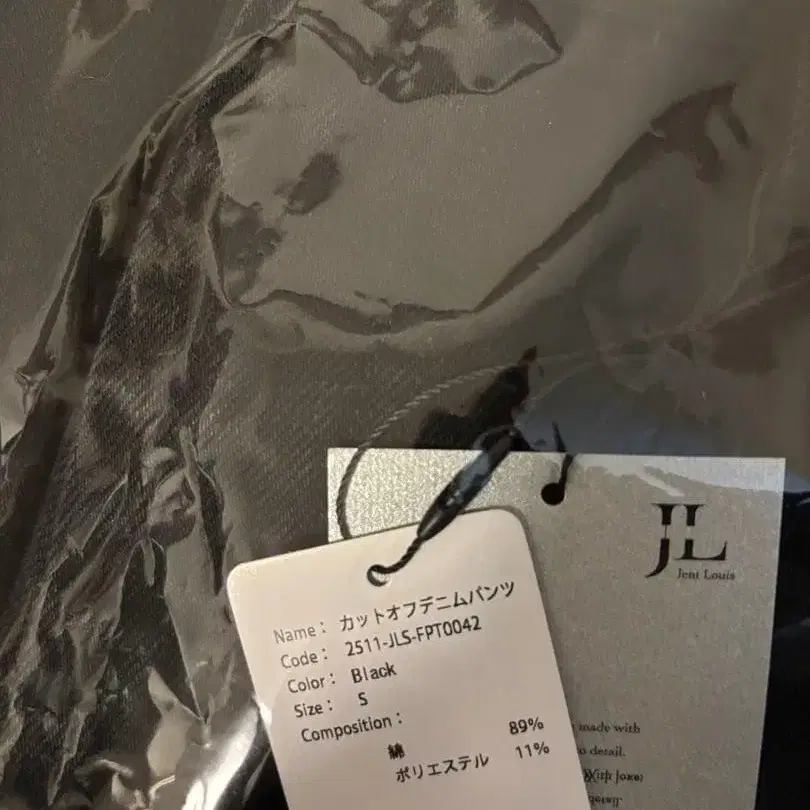 JL
Jent Louis
Name： カットオフデニムパンツ
Code： 2511-JLS-FPT0042
Color： Black
Size： S
Composition：
綿 89%
ポリエステル 11%
made with
detail.